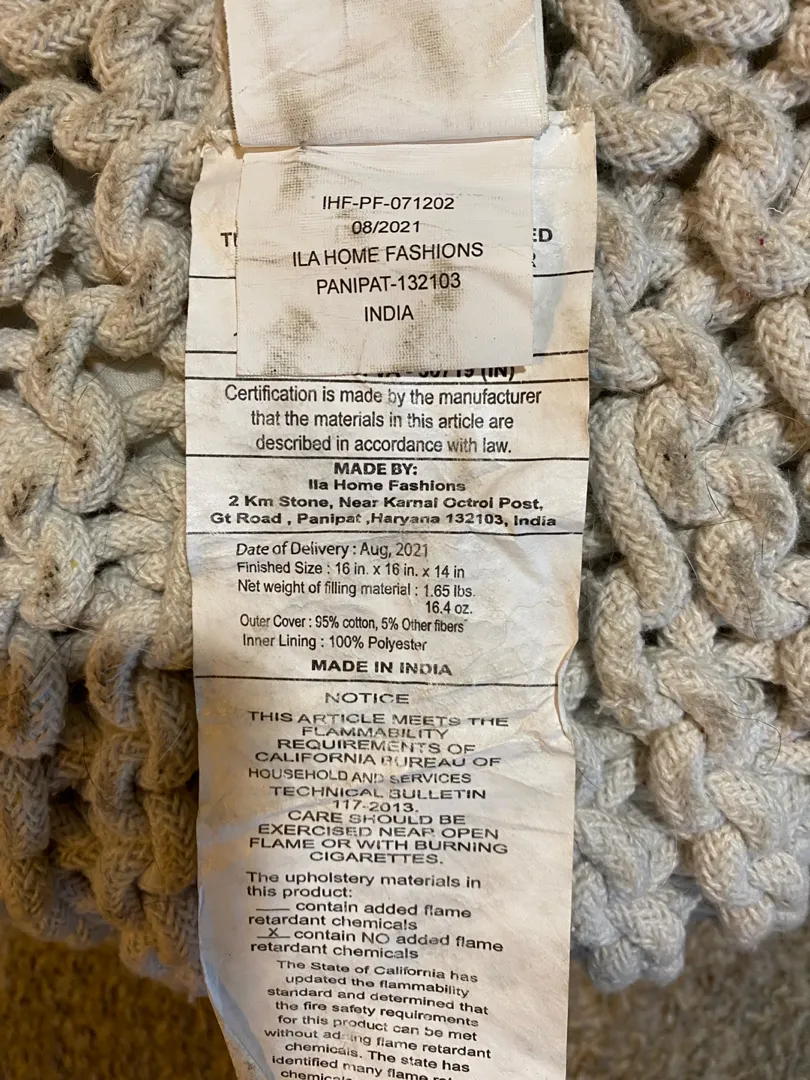 IHF-PF-071202
08/2021
ILA HOME FASHIONS
PANIPAT-132103
INDIA
(IN)
Certification is made by the manufacturer
that the materials in this article are
described in accordance with law.
MADE BY:
Ila Home Fashions
2 Km Stone, Near Karnal Octroi Post,
Gt Road , Panipat ,Haryana 132103, India
Date of Delivery : Aug, 2021
Finished Size : 16 in. x 16 in. x 14 in
Net weight of filling material : 1.65 lbs.
16.4 oz.
Outer Cover : 95% cotton, 5% Other fibers
Inner Lining : 100% Polyester
MADE IN INDIA
NOTICE
THIS ARTICLE MEETS THE
FLAMMABILITY
REQUIREMENTS OF
CALIFORNIA BUREAU OF
HOUSEHOLD AND SERVICES
TECHNICAL BULLETIN
117-2013.
CARE SHOULD BE
EXERCISED NEAR OPEN
FLAME OR WITH BURNING
CIGARETTES.
The upholstery materials in
this product:
____ contain added flame
retardant chemicals
__X__ contain NO added flame
retardant chemicals
The State of California has
updated the flammability
standard and determined that
the fire safety requirements
for this product can be met
without adding flame retardant
chemicals. The state has
identified many flame